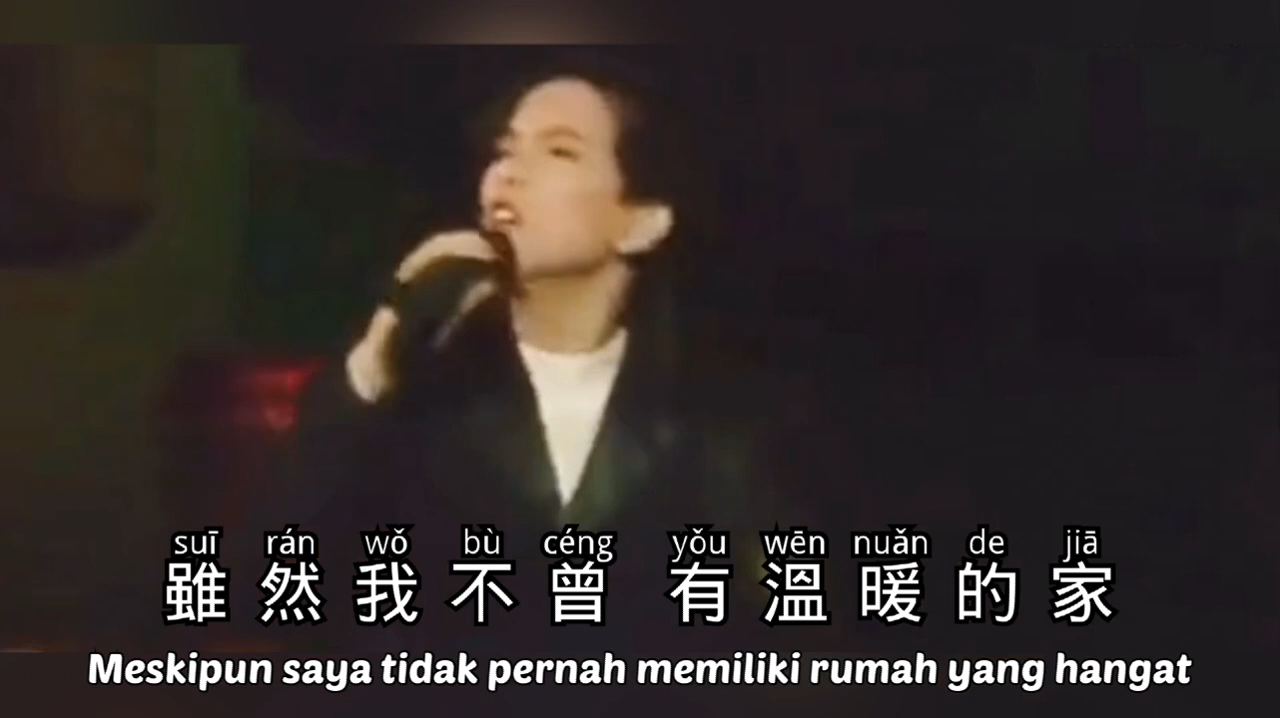 suī rán wǒ bù céng yǒu wēn nuǎn de jiā
雖然我不曾 有溫暖的家
Meskipun saya tidak pernah memiliki rumah yang hangat